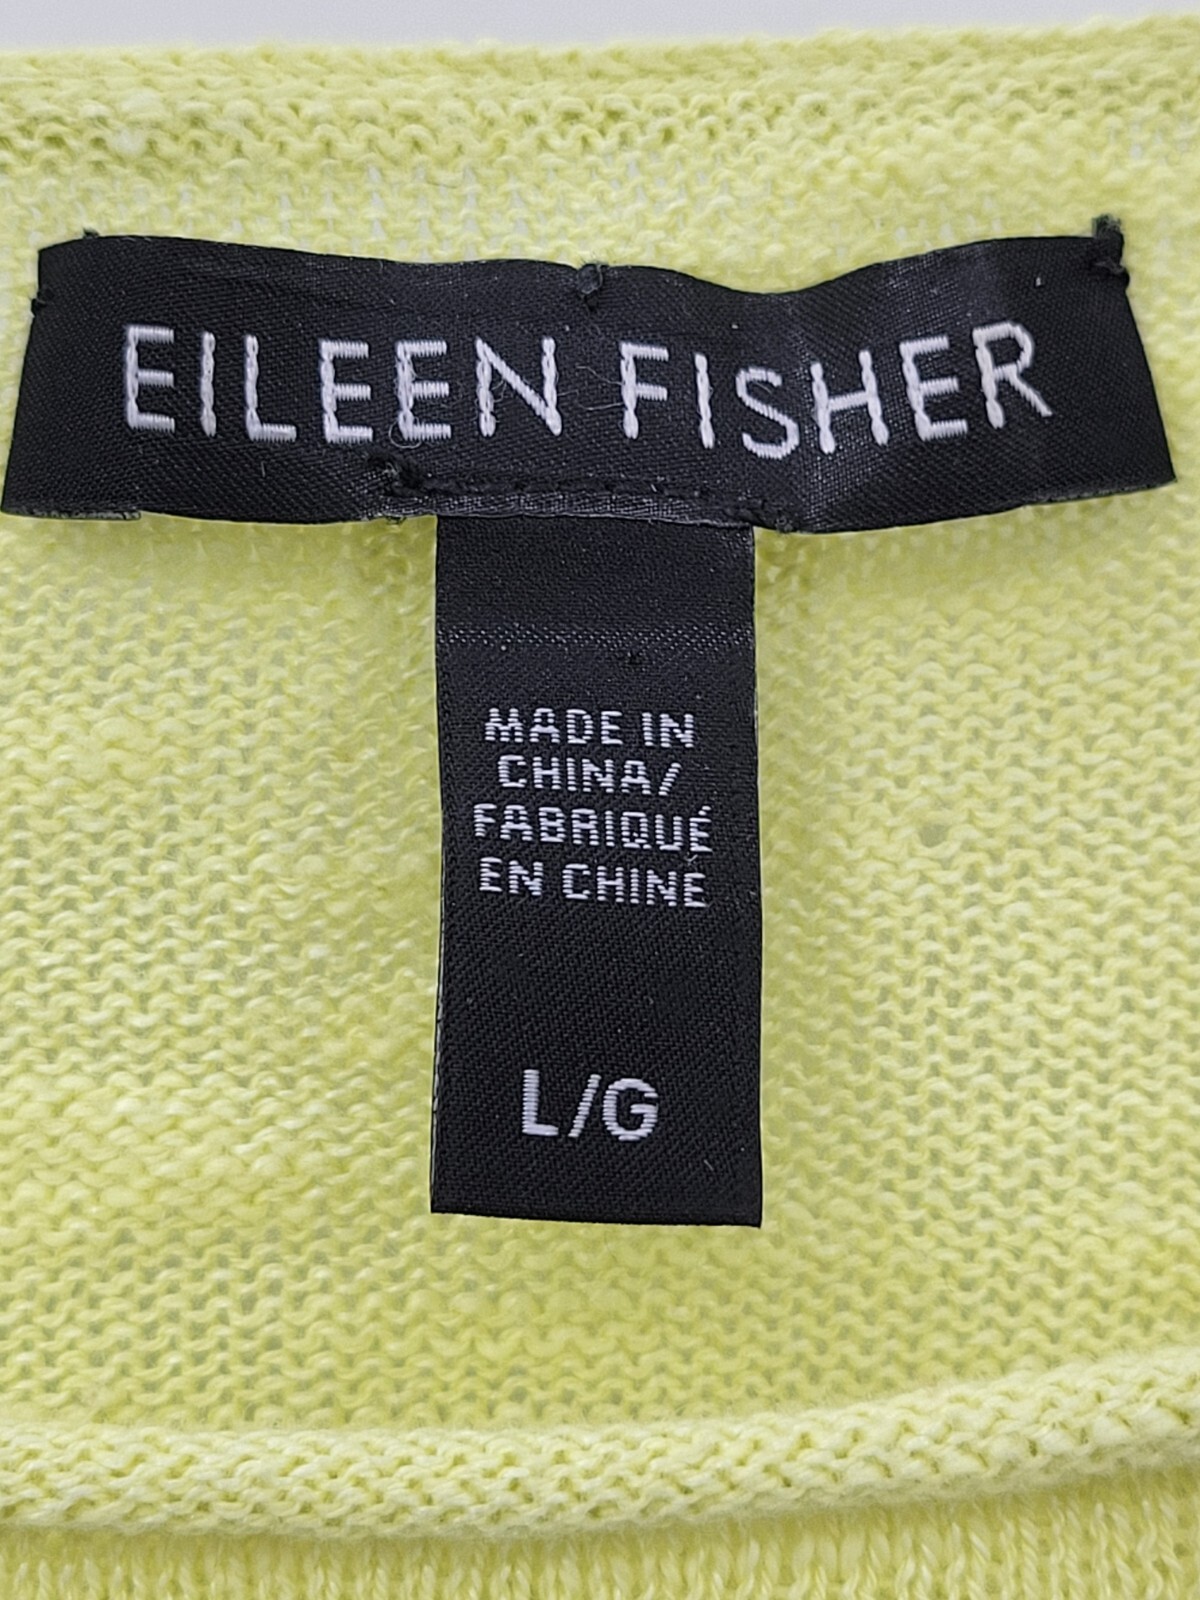 EILEEN FISHER
MADE IN
CHINA/
FABRIQUÉ
EN CHINE
L/G